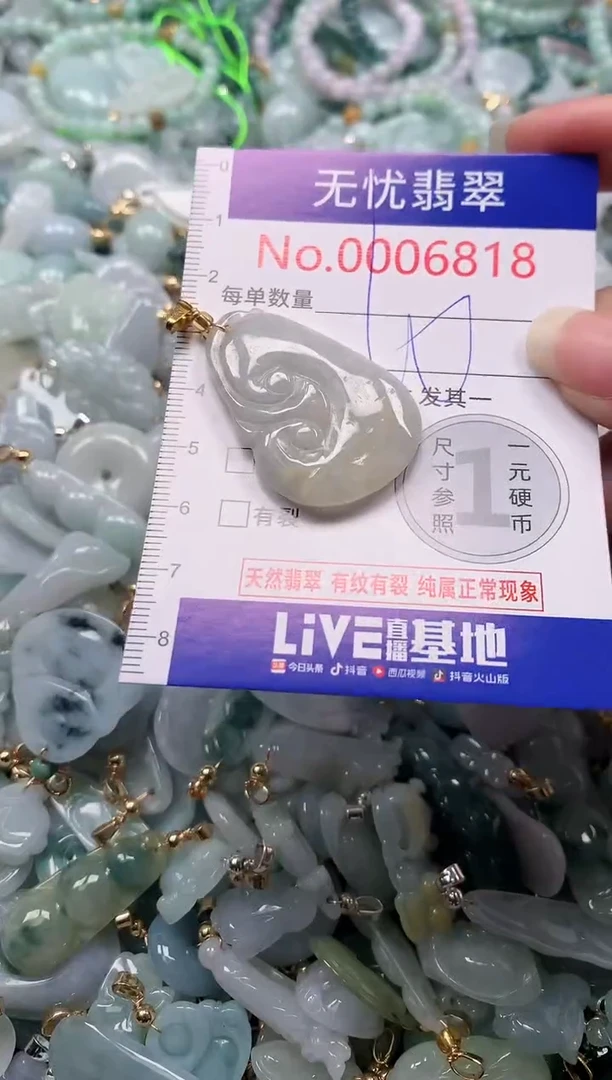 无忧翡翠
No.0006818
每单数量
10
发其一
尺寸参照
1
一元硬币
有裂
天然翡翠 有纹有裂 纯属正常现象
LiVE直播基地
今日头条 抖音 西瓜视频 抖音火山版
0
1
2
4
5
6
7
8